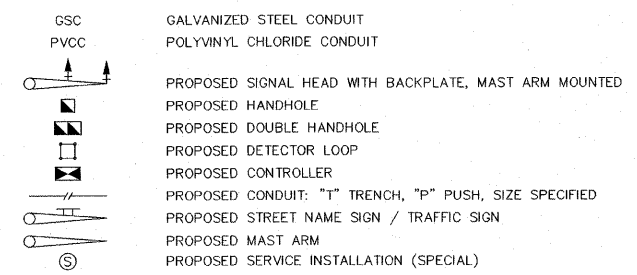 GSC GALVANIZED STEEL CONDUIT
PVCC POLYVINYL CHLORIDE CONDUIT
PROPOSED SIGNAL HEAD WITH BACKPLATE, MAST ARM MOUNTED
PROPOSED HANDHOLE
PROPOSED DOUBLE HANDHOLE
PROPOSED DETECTOR LOOP
PROPOSED CONTROLLER
PROPOSED CONDUIT: "T" TRENCH, "P" PUSH, SIZE SPECIFIED
PROPOSED STREET NAME SIGN / TRAFFIC SIGN
PROPOSED MAST ARM
S PROPOSED SERVICE INSTALLATION (SPECIAL)